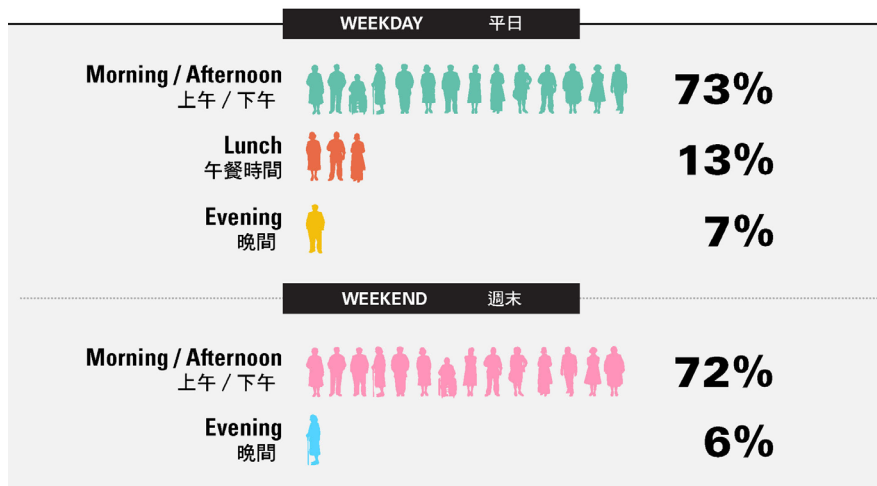 WEEKDAY 平日
Morning / Afternoon
上午 / 下午
73%
Lunch
午餐時間
13%
Evening
晚間
7%
WEEKEND 週末
Morning / Afternoon
上午 / 下午
72%
Evening
晚間
6%